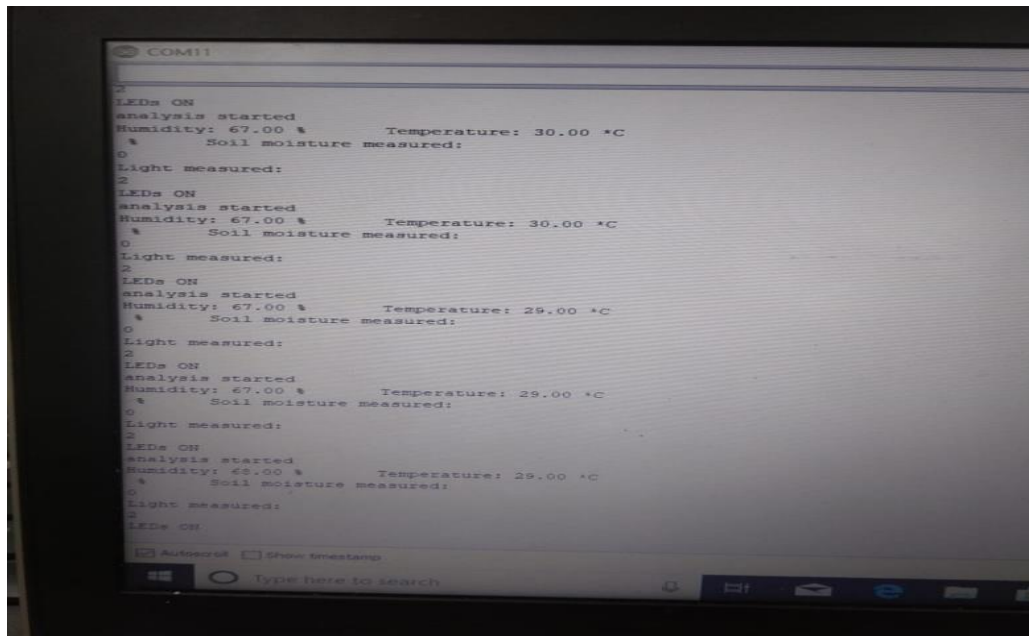 COM11
2
LEDs ON
analysis started
Humidity: 67.00 % Temperature: 30.00 *C
% Soil moisture measured:
0
Light measured:
2
LEDs ON
analysis started
Humidity: 67.00 % Temperature: 30.00 *C
% Soil moisture measured:
0
Light measured:
2
LEDs ON
analysis started
Humidity: 67.00 % Temperature: 29.00 *C
% Soil moisture measured:
0
Light measured:
2
LEDs ON
analysis started
Humidity: 67.00 % Temperature: 29.00 *C
% Soil moisture measured:
0
Light measured:
2
LEDs ON
analysis started
Humidity: 68.00 % Temperature: 29.00 *C
% Soil moisture measured:
0
Light measured:
2
LEDs ON
Autoscroll Show timestamp
Type here to search